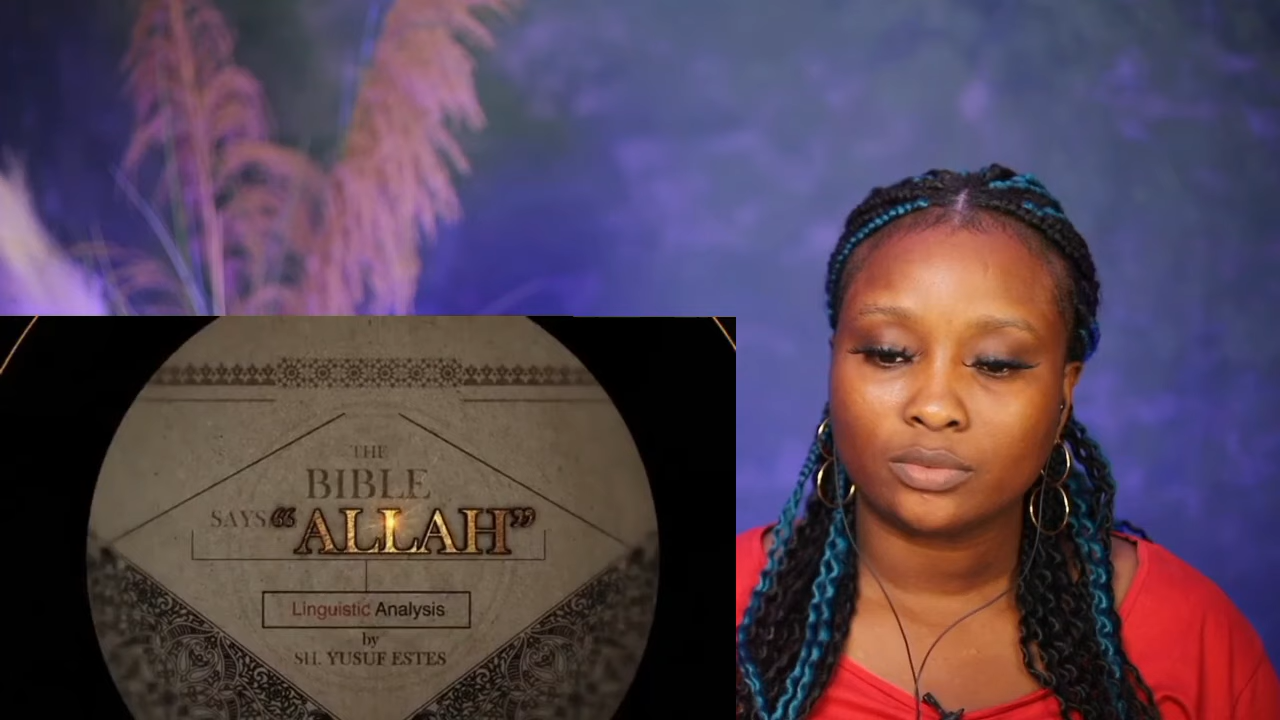 THE
BIBLE
SAYS “ALLAH”
Linguistic Analysis
by
SH. YUSUF ESTES